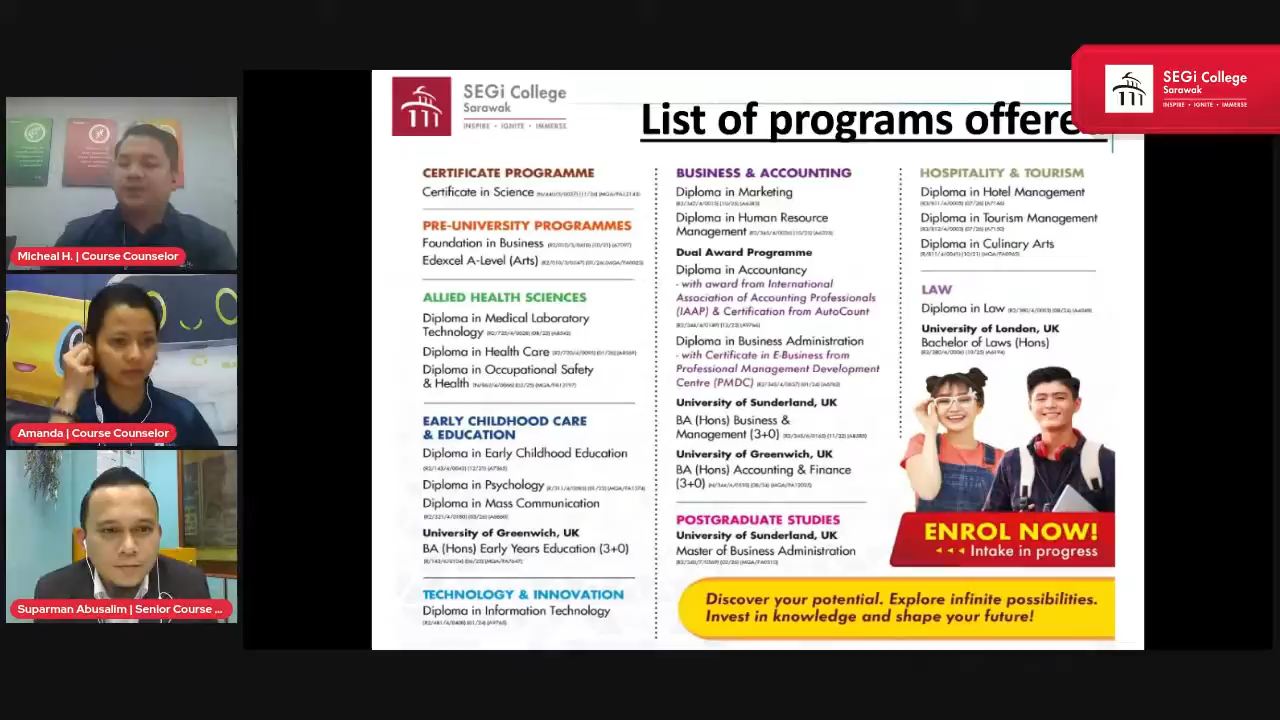 SEGi College
Sarawak
INSPIRE • IGNITE • IMMERSE
List of programs offere
SEGi College
Sarawak
INSPIRE • IGNITE • IMMERSE
Micheal H. | Course Counselor
Amanda | Course Counselor
Suparman Abusalim | Senior Course ...
CERTIFICATE PROGRAMME
Certificate in Science
PRE-UNIVERSITY PROGRAMMES
Foundation in Business
Edexcel A-Level (Arts)
ALLIED HEALTH SCIENCES
Diploma in Medical Laboratory
Technology
Diploma in Health Care
Diploma in Occupational Safety
& Health
EARLY CHILDHOOD CARE
& EDUCATION
Diploma in Early Childhood Education
Diploma in Psychology
Diploma in Mass Communication
University of Greenwich, UK
BA (Hons) Early Years Education (3+0)
TECHNOLOGY & INNOVATION
Diploma in Information Technology
BUSINESS & ACCOUNTING
Diploma in Marketing
Diploma in Human Resource
Management
Dual Award Programme
Diploma in Accountancy
- with award from International
Association of Accounting Professionals
(IAAP) & Certification from AutoCount
Diploma in Business Administration
- with Certificate in E-Business from
Professional Management Development
Centre (PMDC)
University of Sunderland, UK
BA (Hons) Business &
Management (3+0)
University of Greenwich, UK
BA (Hons) Accounting & Finance
(3+0)
POSTGRADUATE STUDIES
University of Sunderland, UK
Master of Business Administration
HOSPITALITY & TOURISM
Diploma in Hotel Management
Diploma in Tourism Management
Diploma in Culinary Arts
LAW
Diploma in Law
University of London, UK
Bachelor of Laws (Hons)
ENROL NOW!
Intake in progress
Discover your potential. Explore infinite possibilities.
Invest in knowledge and shape your future!